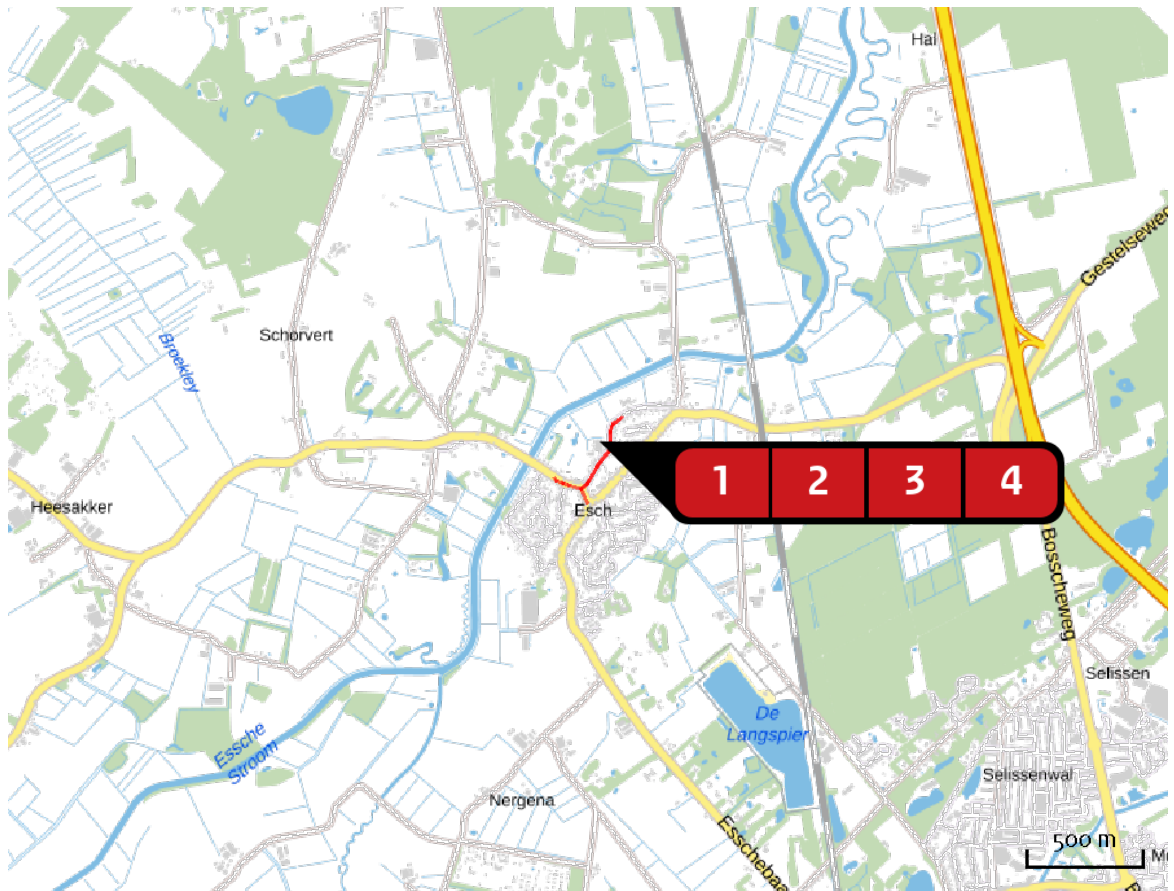 Hal
Gestelseweg
Schorvert
Broekley
1 2 3 4
Heesakker
Esch
Bosscheweg
Selissen
De
Langspier
Essche
Stroom
Selissenwal
Nergena
500 m